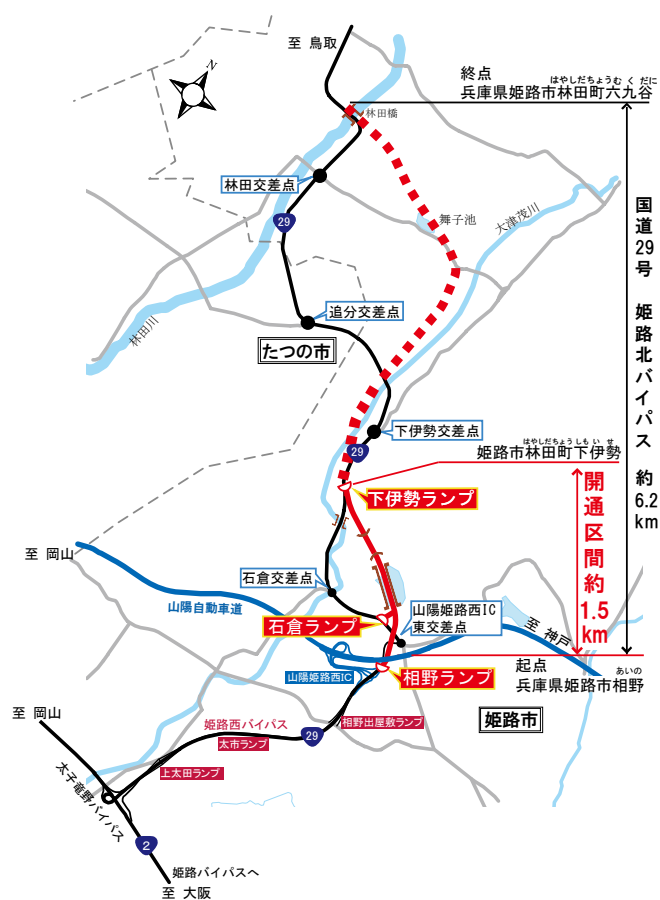 至 鳥取
N
終点
はやしだちょうむくだに
兵庫県姫路市林田町六九谷
林田橋
林田交差点
舞子池
大津茂川
29
国道29号 姫路北バイパス 約6.2km
追分交差点
林田川
たつの市
下伊勢交差点
29
はやしだちょうしもいせ
姫路市林田町下伊勢
下伊勢ランプ
開通区間約1.5km
至 岡山
石倉交差点
山陽自動車道
石倉ランプ
山陽姫路西IC
東交差点
至 神戸
起点
あいの
兵庫県姫路市相野
山陽姫路西IC
相野ランプ
至 岡山
姫路西バイパス
相野出屋敷ランプ
姫路市
太市ランプ
29
上太田ランプ
太子竜野バイパス
2
姫路バイパスへ
至 大阪